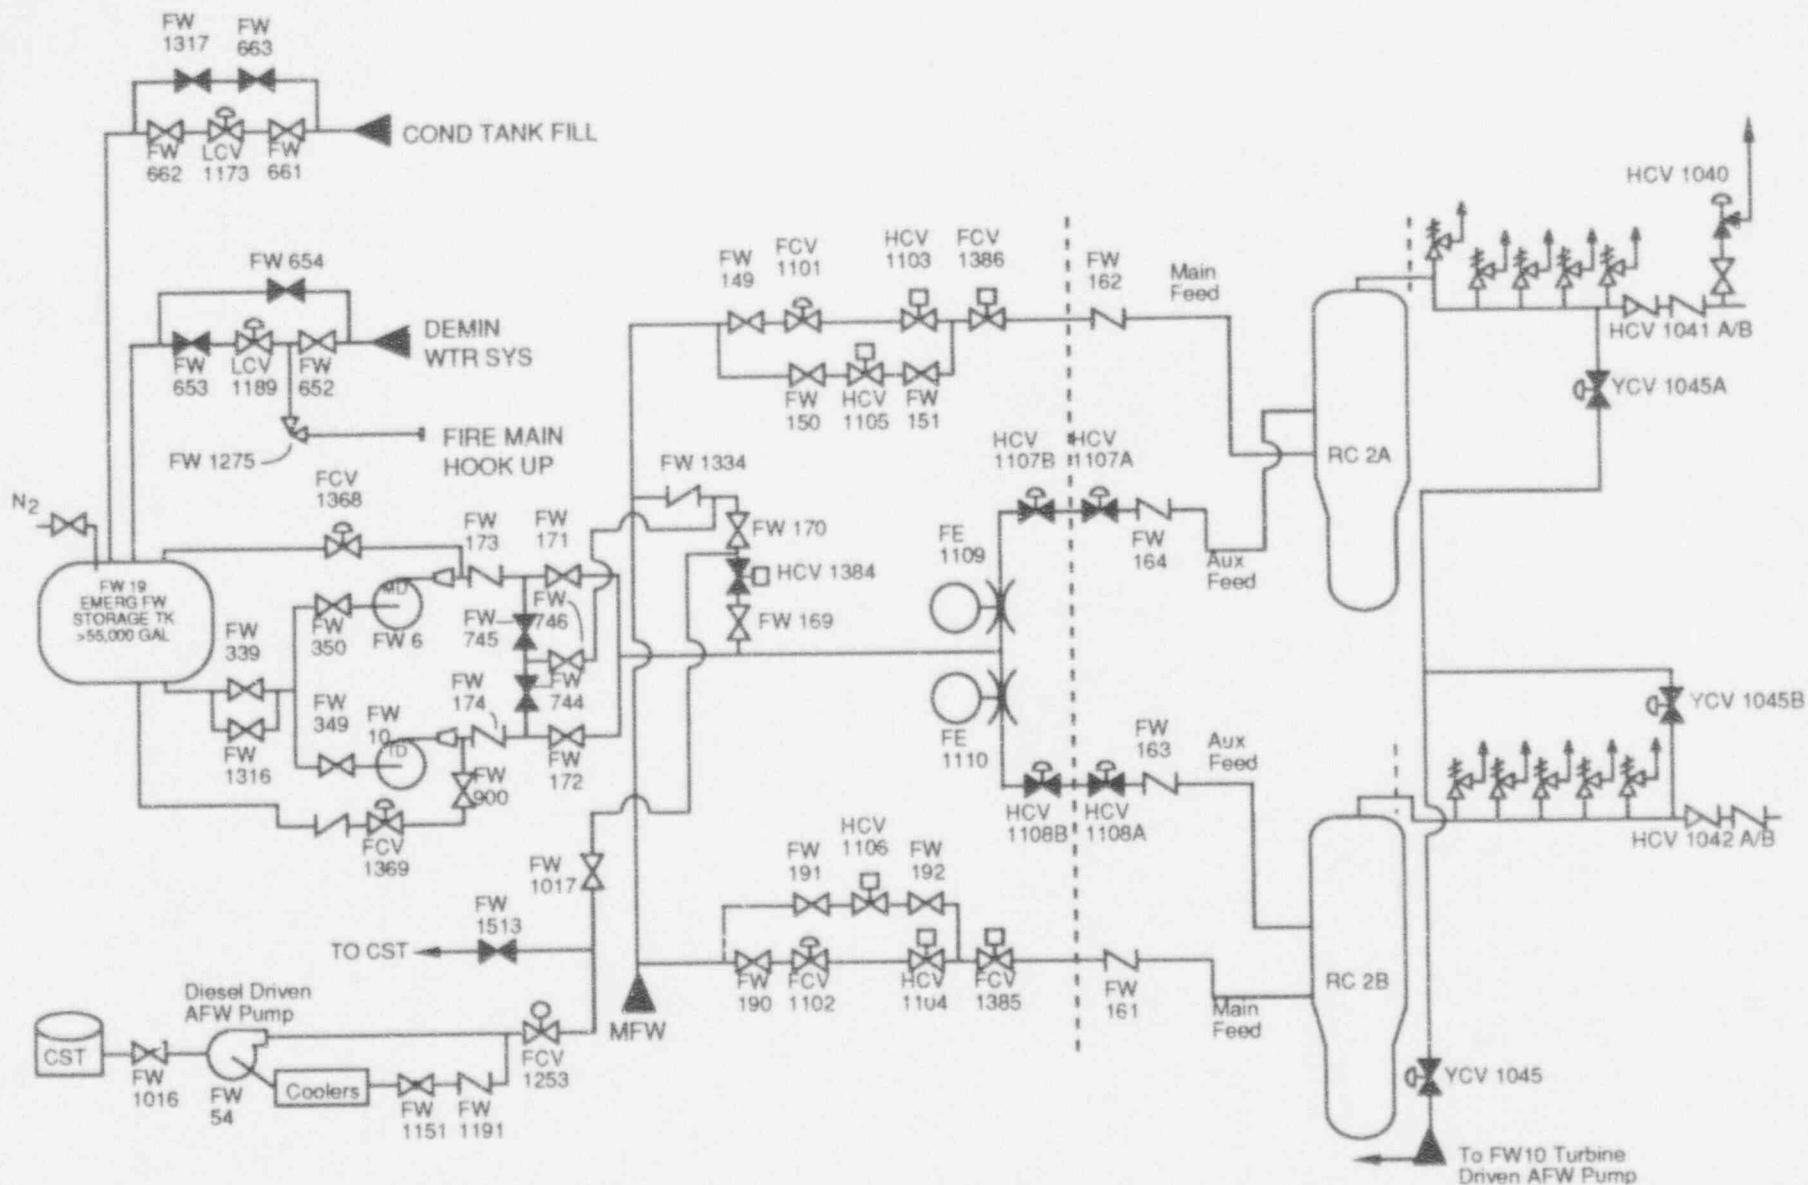 FW
1317
FW
663
COND TANK FILL
FW
662
LCV
1173
FW
661
HCV 1040
FW 654
DEMIN
WTR SYS
FW
653
LCV
1189
FW
652
FW 1275
FIRE MAIN
HOOK UP
FW
149
FCV
1101
HCV
1103
FCV
1386
FW
162
Main
Feed
HCV 1041 A/B
FW
150
HCV
1105
FW
151
YCV 1045A
RC 2A
N2
FCV
1368
FW 1334
HCV
1107B
HCV
1107A
FW
173
FW
171
FW 170
FE
1109
FW
164
Aux
Feed
FW 19
EMERG FW
STORAGE TK
>55,000 GAL
MD
HCV 1384
FW
350
FW 6
FW
745
FW
746
FW 169
FW
339
FW
349
FW
10
TD
FW
174
FW
744
FW
1316
FW
900
FW
172
FE
1110
FW
163
Aux
Feed
YCV 1045B
FCV
1369
HCV
1108B
HCV
1108A
HCV 1042 A/B
FW
1017
FW
191
HCV
1106
FW
192
FW
1513
TO CST
FW
190
FCV
1102
HCV
1104
FCV
1385
FW
161
Main
Feed
RC 2B
Diesel Driven
AFW Pump
MFW
CST
FW
1016
FW
54
Coolers
FW
1151
FW
1191
FCV
1253
YCV 1045
To FW10 Turbine
Driven AFW Pump